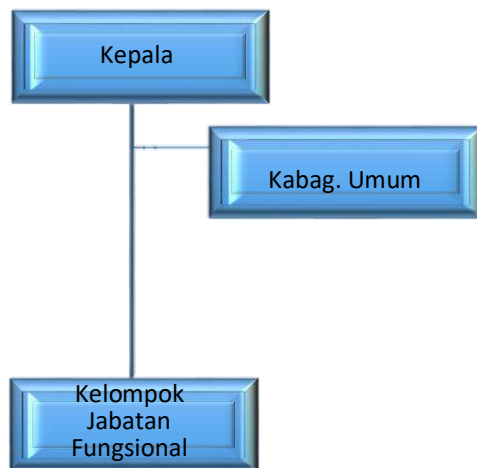 Kepala
Kabag. Umum
Kelompok
Jabatan
Fungsional